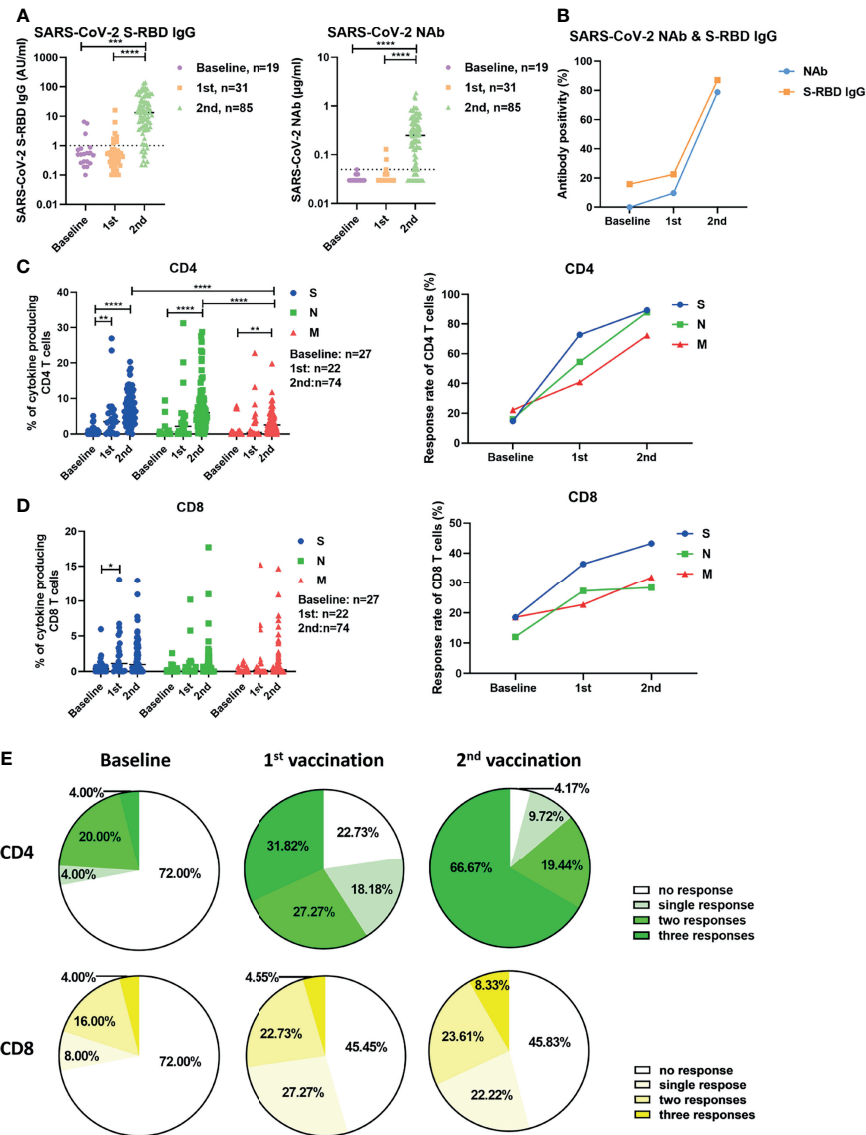 A
SARS-CoV-2 S-RBD IgG
SARS-CoV-2 S-RBD IgG (AU/ml)
1000
100
10
1
0.1
0.01
***
****
Baseline
1st
2nd
Baseline, n=19
1st, n=31
2nd, n=85
SARS-CoV-2 NAb
SARS-CoV-2 NAb (µg/ml)
10
1
0.1
0.01
****
****
Baseline
1st
2nd
Baseline, n=19
1st, n=31
2nd, n=85
B
SARS-CoV-2 NAb & S-RBD IgG
Antibody positivity (%)
100
80
60
40
20
0
Baseline
1st
2nd
NAb
S-RBD IgG
C
CD4
% of cytokine producing
CD4 T cells
40
30
20
10
0
**
****
****
****
****
**
Baseline
1st
2nd
Baseline
1st
2nd
Baseline
1st
2nd
S
N
M
Baseline: n=27
1st: n=22
2nd:n=74
CD4
Response rate of CD4 T cells (%)
100
80
60
40
20
0
Baseline
1st
2nd
S
N
M
D
CD8
% of cytokine producing
CD8 T cells
20
15
10
5
0
*
Baseline
1st
2nd
Baseline
1st
2nd
Baseline
1st
2nd
S
N
M
Baseline: n=27
1st: n=22
2nd:n=74
CD8
Response rate of CD8 T cells (%)
50
40
30
20
10
0
Baseline
1st
2nd
S
N
M
E
Baseline
1st vaccination
2nd vaccination
CD4
4.00%
20.00%
4.00%
72.00%
22.73%
31.82%
18.18%
27.27%
4.17%
9.72%
66.67%
19.44%
no response
single response
two responses
three responses
CD8
4.00%
16.00%
8.00%
72.00%
4.55%
22.73%
45.45%
27.27%
8.33%
23.61%
45.83%
22.22%
no response
single respose
two responses
three responses